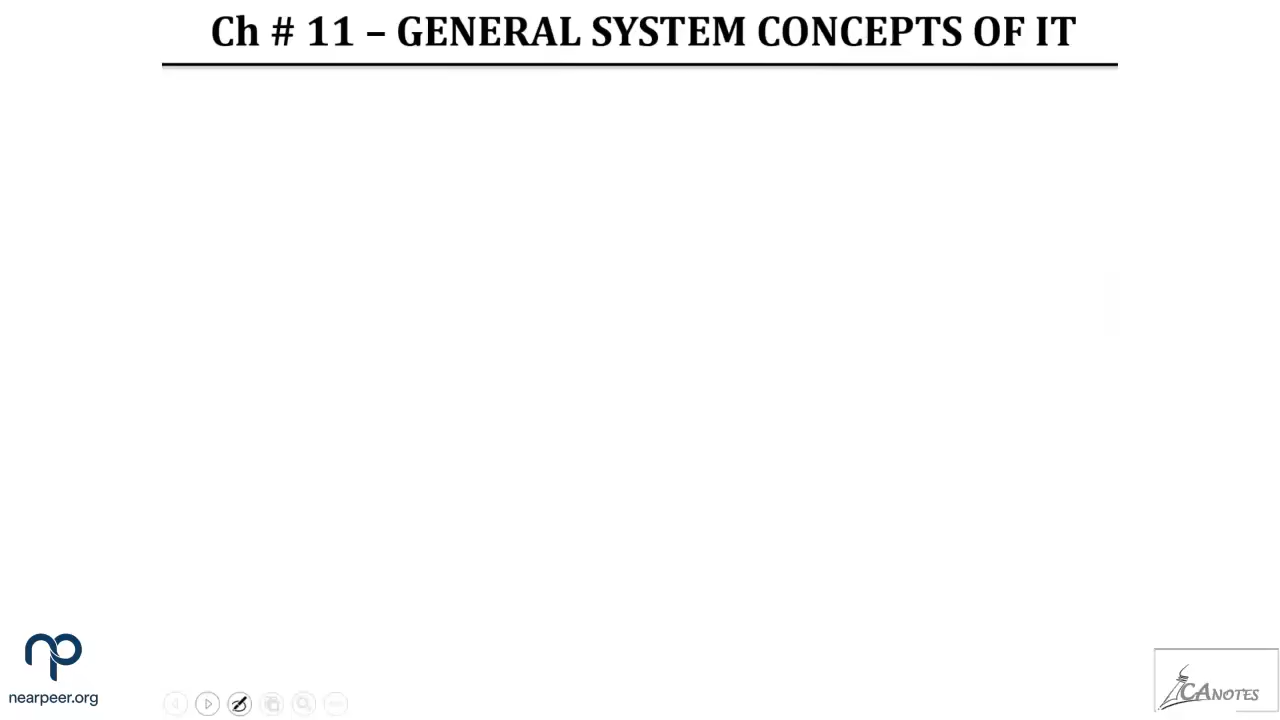 Ch # 11 – GENERAL SYSTEM CONCEPTS OF IT
nearpeer.org
CANOTES